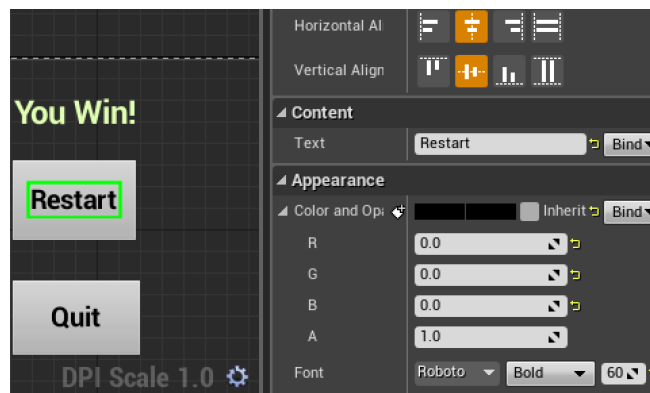 Horizontal Ali
Vertical Align
You Win!
Content
Text Restart Bind
Restart
Appearance
Color and Opa Inherit Bind
R 0.0
G 0.0
B 0.0
Quit
A 1.0
DPI Scale 1.0
Font Roboto Bold 60